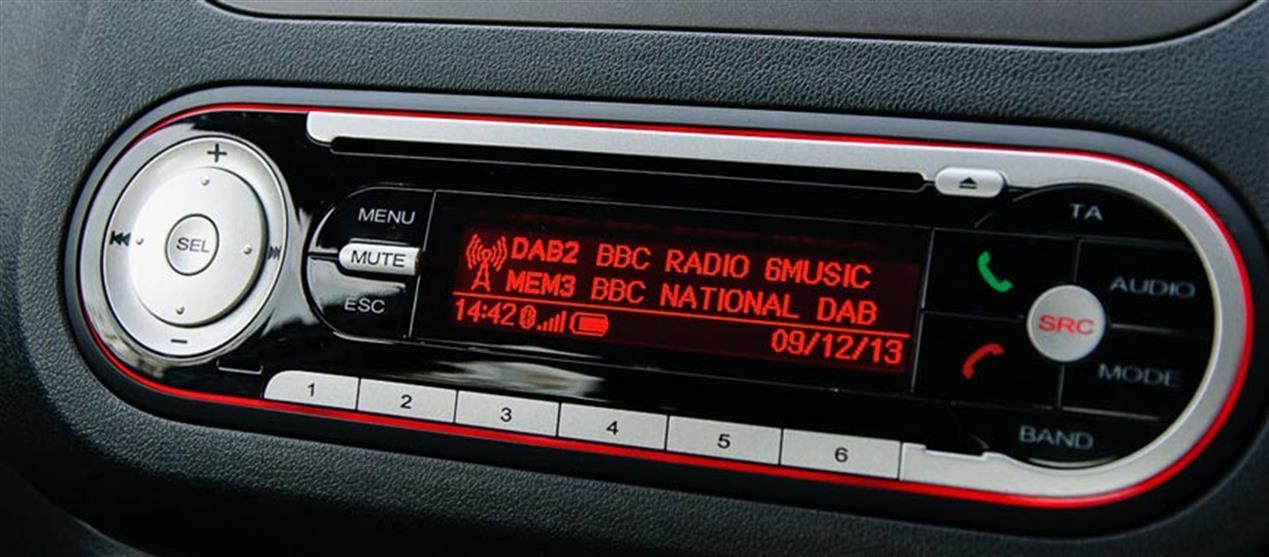 +
SEL
-
MENU
MUTE
ESC
DAB2 BBC RADIO 6MUSIC
MEM3 BBC NATIONAL DAB
14:42
09/12/13
TA
AUDIO
SRC
MODE
BAND
1 2 3 4 5 6